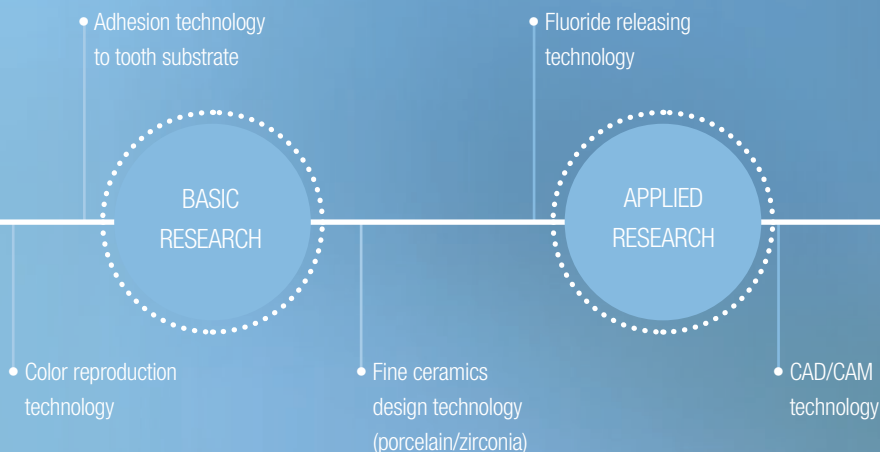 Adhesion technology
to tooth substrate
Fluoride releasing
technology
BASIC
RESEARCH
APPLIED
RESEARCH
Color reproduction
technology
Fine ceramics
design technology
(porcelain/zirconia)
CAD/CAM
technology